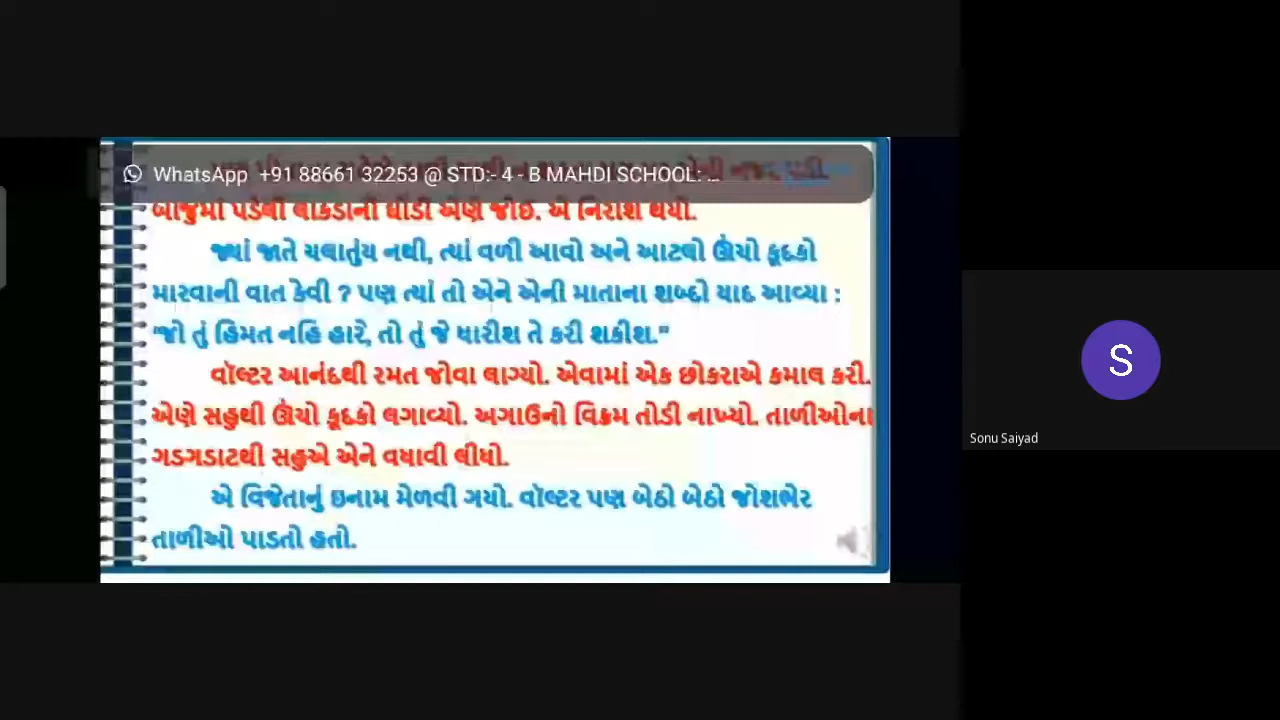 WhatsApp +91 88661 32253 @ STD:- 4 - B MAHDI SCHOOL: ...
બાજુમાં પડેલી લાકડાની ઘોડી એણે જોઈ. એ નિરાશ થયો.
જ્યાં જાતે ચલાતુંય નથી, ત્યાં વળી આવો અને આટલો ઊંચો કૂદકો
મારવાની વાત કેવી ? પણ ત્યાં તો એને એની માતાના શબ્દો યાદ આવ્યા :
"જો તું હિમત નહિ હારે, તો તું જે ધારીશ તે કરી શકીશ."
વૉલ્ટર આનંદથી રમત જોવા લાગ્યો. એવામાં એક છોકરાએ કમાલ કરી.
એણે સહુથી ઊંચો કૂદકો લગાવ્યો. અગાઉનો વિક્રમ તોડી નાખ્યો. તાળીઓના
ગડગડાટથી સહુએ એને વધાવી લીધો.
એ વિજેતાનું ઇનામ મેળવી ગયો. વૉલ્ટર પણ બેઠો બેઠો જોશભેર
તાળીઓ પાડતો હતો.
S
Sonu Saiyad